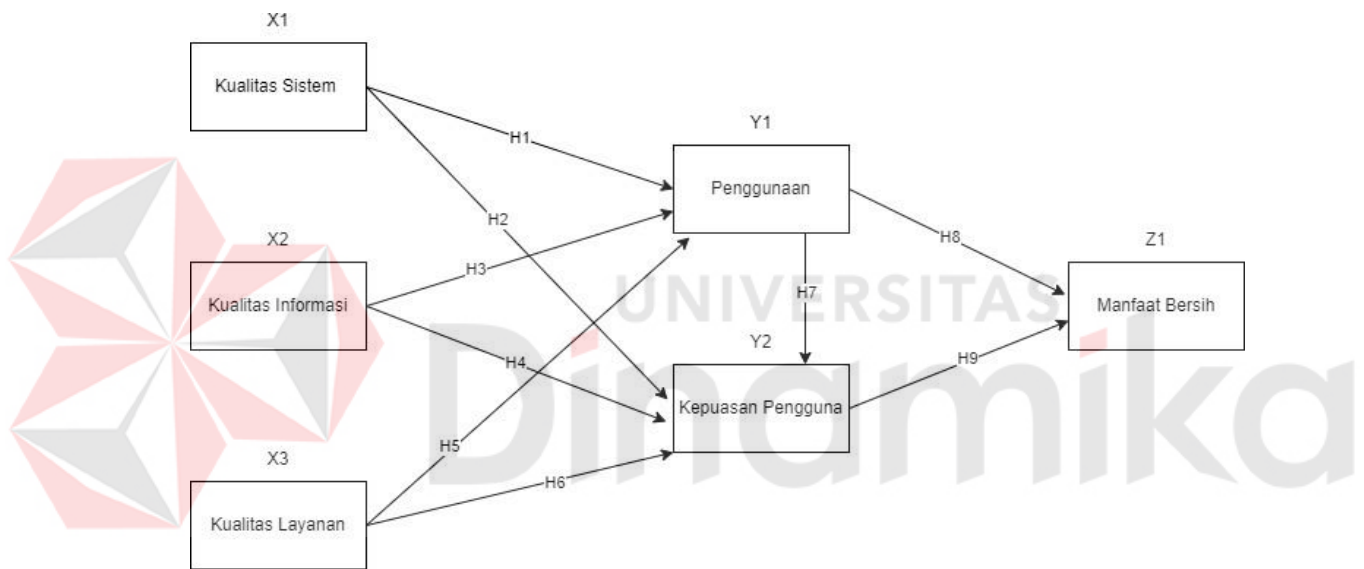 X1
Kualitas Sistem
H1
Y1
Penggunaan
H2
H8
X2
H3
Z1
Kualitas Informasi
UNIVERSITAS
H7
Manfaat Bersih
Dinamika
H4
Y2
H9
Kepuasan Pengguna
H5
X3
H6
Kualitas Layanan